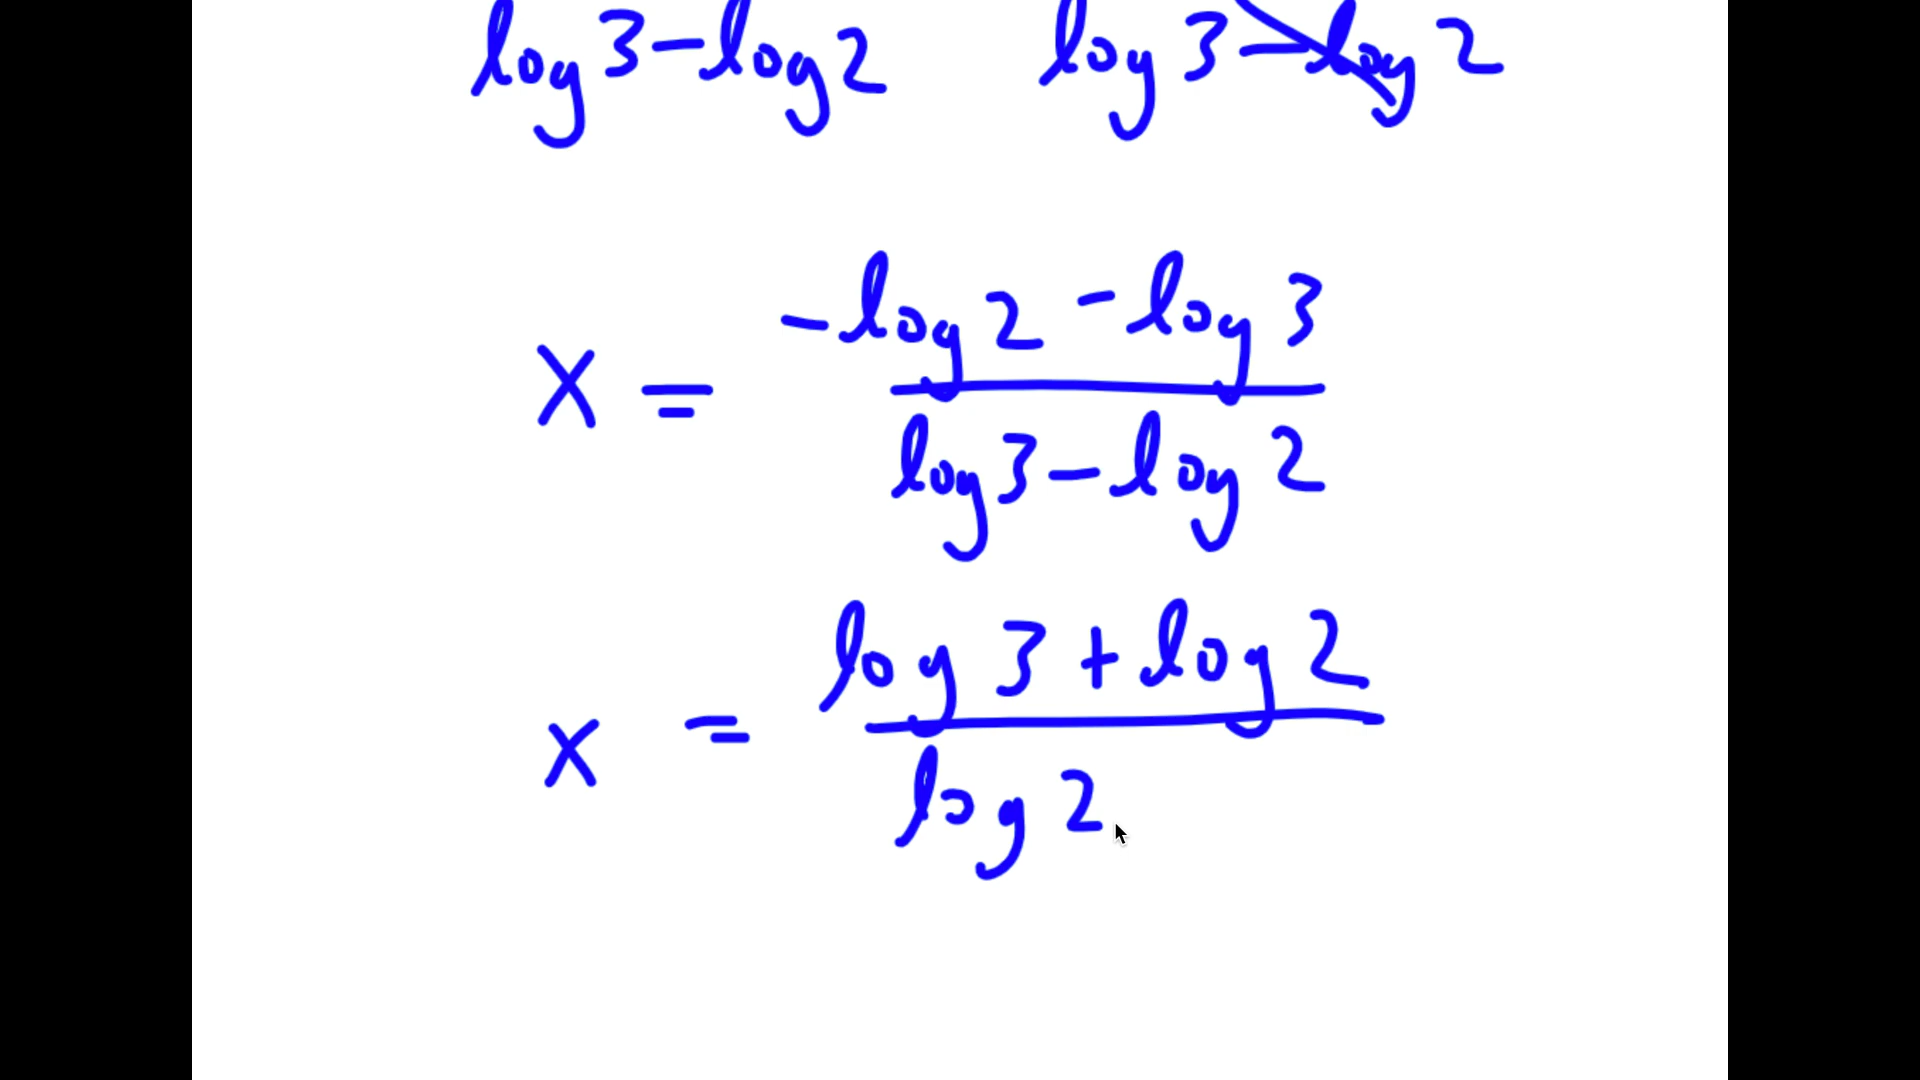 log 3 - log 2 log 3 - log 2
x = -log 2 - log 3
log 3 - log 2
x = log 3 + log 2
log 2